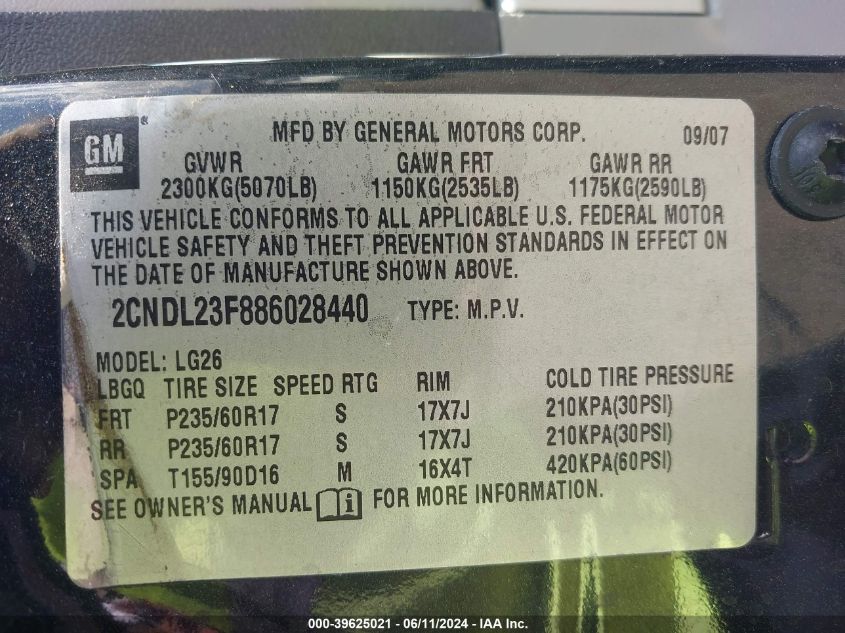 GM ® MFD BY GENERAL MOTORS CORP. 09/07
GVWR GAWR FRT GAWR RR
2300KG(5070LB) 1150KG(2535LB) 1175KG(2590LB)
THIS VEHICLE CONFORMS TO ALL APPLICABLE U.S. FEDERAL MOTOR
VEHICLE SAFETY AND THEFT PREVENTION STANDARDS IN EFFECT ON
THE DATE OF MANUFACTURE SHOWN ABOVE.
2CNDL23F886028440 TYPE: M.P.V.
MODEL: LG26
LBGQ TIRE SIZE SPEED RTG RIM COLD TIRE PRESSURE
FRT P235/60R17 S 17X7J 210KPA(30PSI)
RR P235/60R17 S 17X7J 210KPA(30PSI)
SPA T155/90D16 M 16X4T 420KPA(60PSI)
SEE OWNER'S MANUAL i FOR MORE INFORMATION.
000-39625021 - 06/11/2024 - IAA Inc.